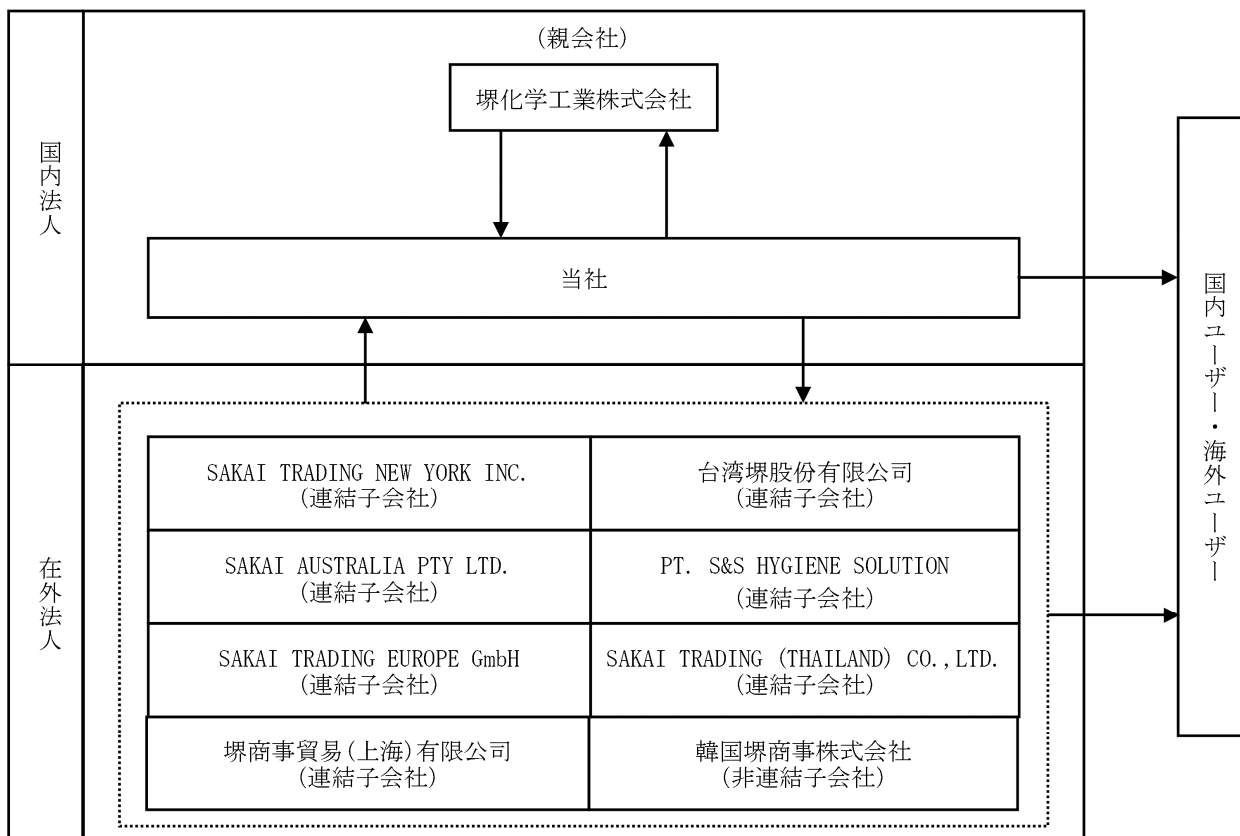 国内法人
(親会社)
堺化学工業株式会社
当社
在外法人
SAKAI TRADING NEW YORK INC.
(連結子会社)
台湾堺股份有限公司
(連結子会社)
SAKAI AUSTRALIA PTY LTD.
(連結子会社)
PT. S&S HYGIENE SOLUTION
(連結子会社)
SAKAI TRADING EUROPE GmbH
(連結子会社)
SAKAI TRADING (THAILAND) CO.,LTD.
(連結子会社)
堺商事貿易(上海)有限公司
(連結子会社)
韓国堺商事株式会社
(非連結子会社)
国内ユーザー・海外ユーザー